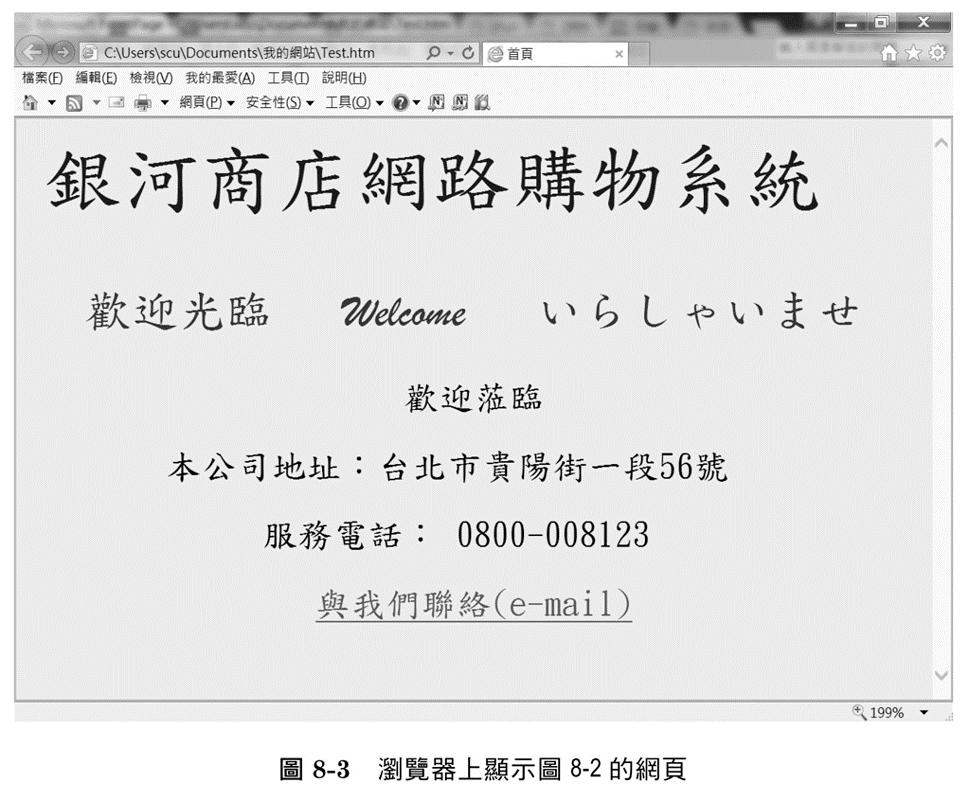 C:\Users\scu\Documents\我的網站\Test.htm 首頁
檔案(F) 編輯(E) 檢視(V) 我的最愛(A) 工具(T) 說明(H)
網頁(P) 安全性(S) 工具(O)
銀河商店網路購物系統
歡迎光臨 Welcome いらしゃいませ
歡迎蒞臨
本公司地址：台北市貴陽街一段56號
服務電話： 0800-008123
與我們聯絡(e-mail)
199%
圖 8-3 瀏覽器上顯示圖 8-2 的網頁